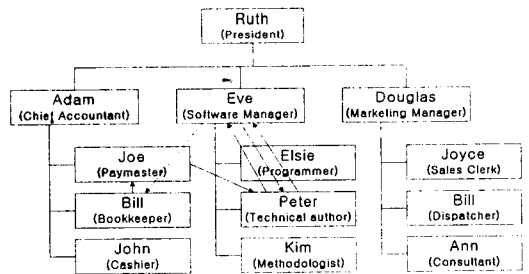 Ruth
(President)
Adam
(Chief Accountant)
Eve
(Software Manager)
Douglas
(Marketing Manager)
Joe
(Paymaster)
Elsie
(Programmer)
Joyce
(Sales Clerk)
Bill
(Bookkeeper)
Peter
(Technical author)
Bill
(Dispatcher)
John
(Cashier)
Kim
(Methodologist)
Ann
(Consultant)